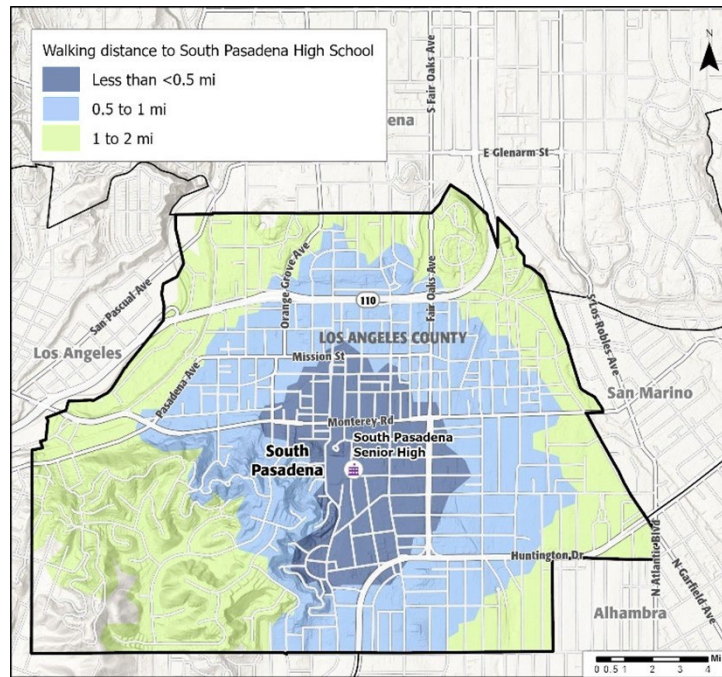 Walking distance to South Pasadena High School
Less than <0.5 mi
0.5 to 1 mi
1 to 2 mi
S Fair Oaks Ave
ena
N
E Glenarm St
San Pascual Ave
Orange Grove Ave
Fair Oaks Ave
110
S Los Robles Ave
Los Angeles
LOS ANGELES COUNTY
Mission St
Pasadena Ave
San Marino
Monterey Rd
South
Pasadena
South Pasadena
Senior High
Huntington Dr
N Atlantic Blvd
N Garfield Ave
Alhambra
0 0.5 1 2 3 4
Mi